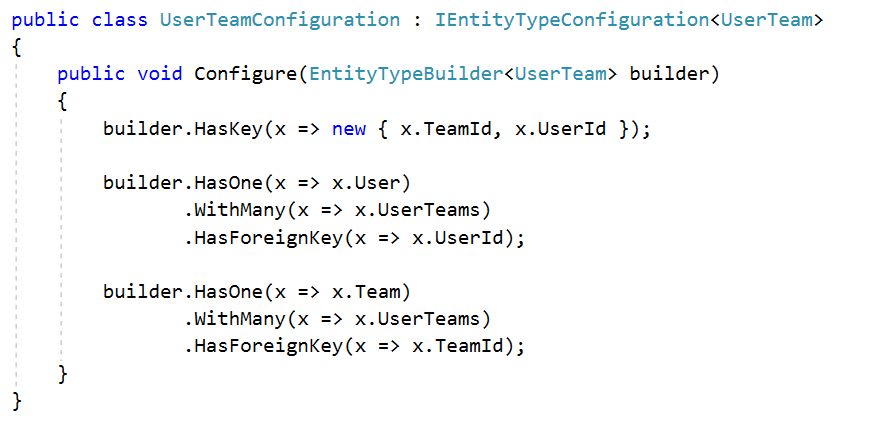 public class UserTeamConfiguration : IEntityTypeConfiguration<UserTeam>
{
    public void Configure(EntityTypeBuilder<UserTeam> builder)
    {
        builder.HasKey(x => new { x.TeamId, x.UserId });

        builder.HasOne(x => x.User)
               .WithMany(x => x.UserTeams)
               .HasForeignKey(x => x.UserId);

        builder.HasOne(x => x.Team)
               .WithMany(x => x.UserTeams)
               .HasForeignKey(x => x.TeamId);
    }
}